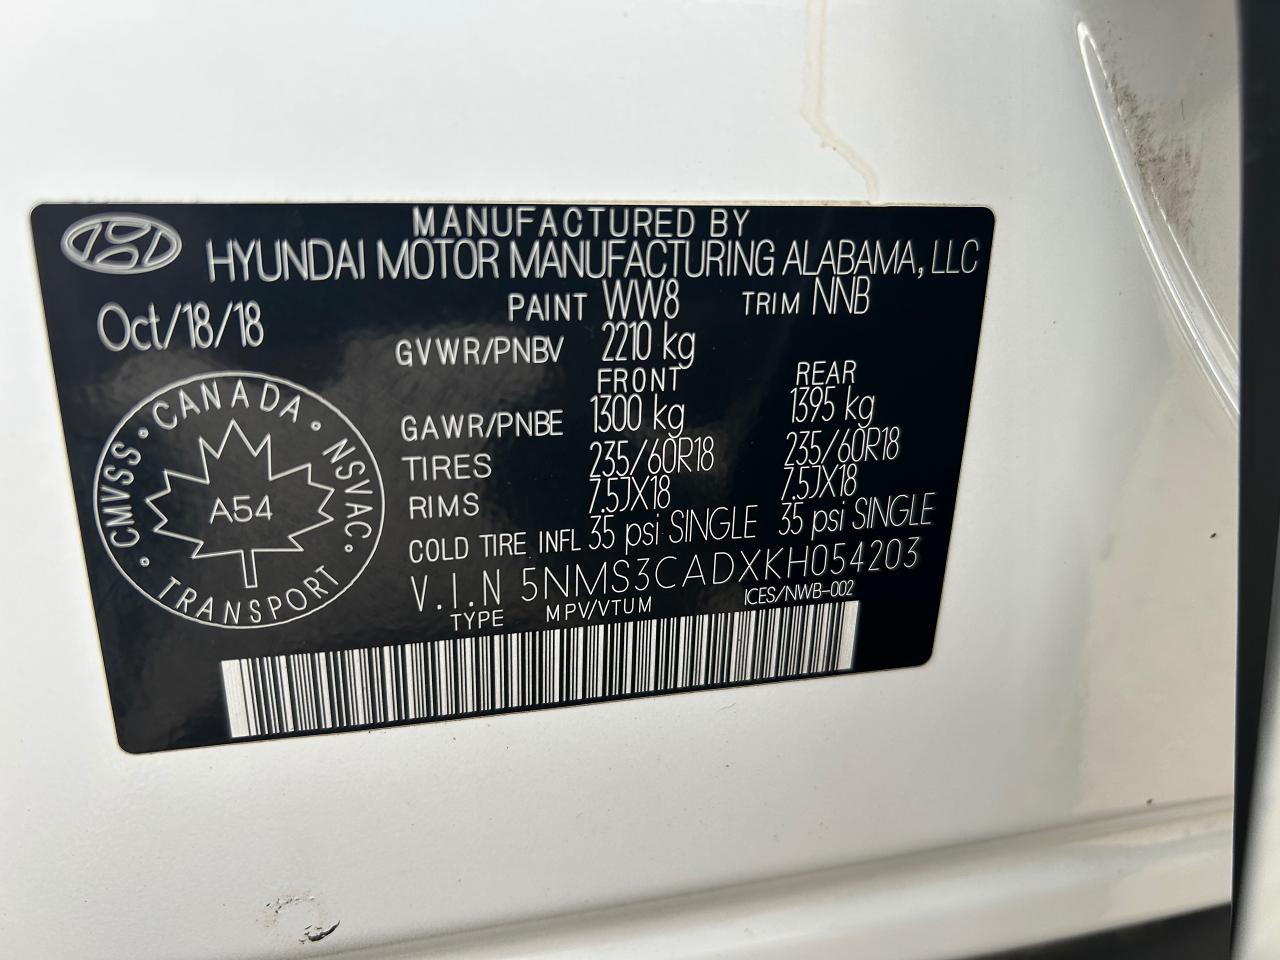 MANUFACTURED BY
HYUNDAI MOTOR MANUFACTURING ALABAMA, LLC
Oct/18/18
PAINT WW8 TRIM NNB
GVWR/PNBV 2210 kg
FRONT REAR
GAWR/PNBE 1300 kg 1395 kg
TIRES 235/60R18 235/60R18
RIMS 7.5JX18 7.5JX18
COLD TIRE INFL 35 psi SINGLE 35 psi SINGLE
V.I.N 5NMS3CADXKH054203
TYPE MPV/VTUM ICES/NWB-002
CMVSS · CANADA · NSVAC ·
A54
TRANSPORT